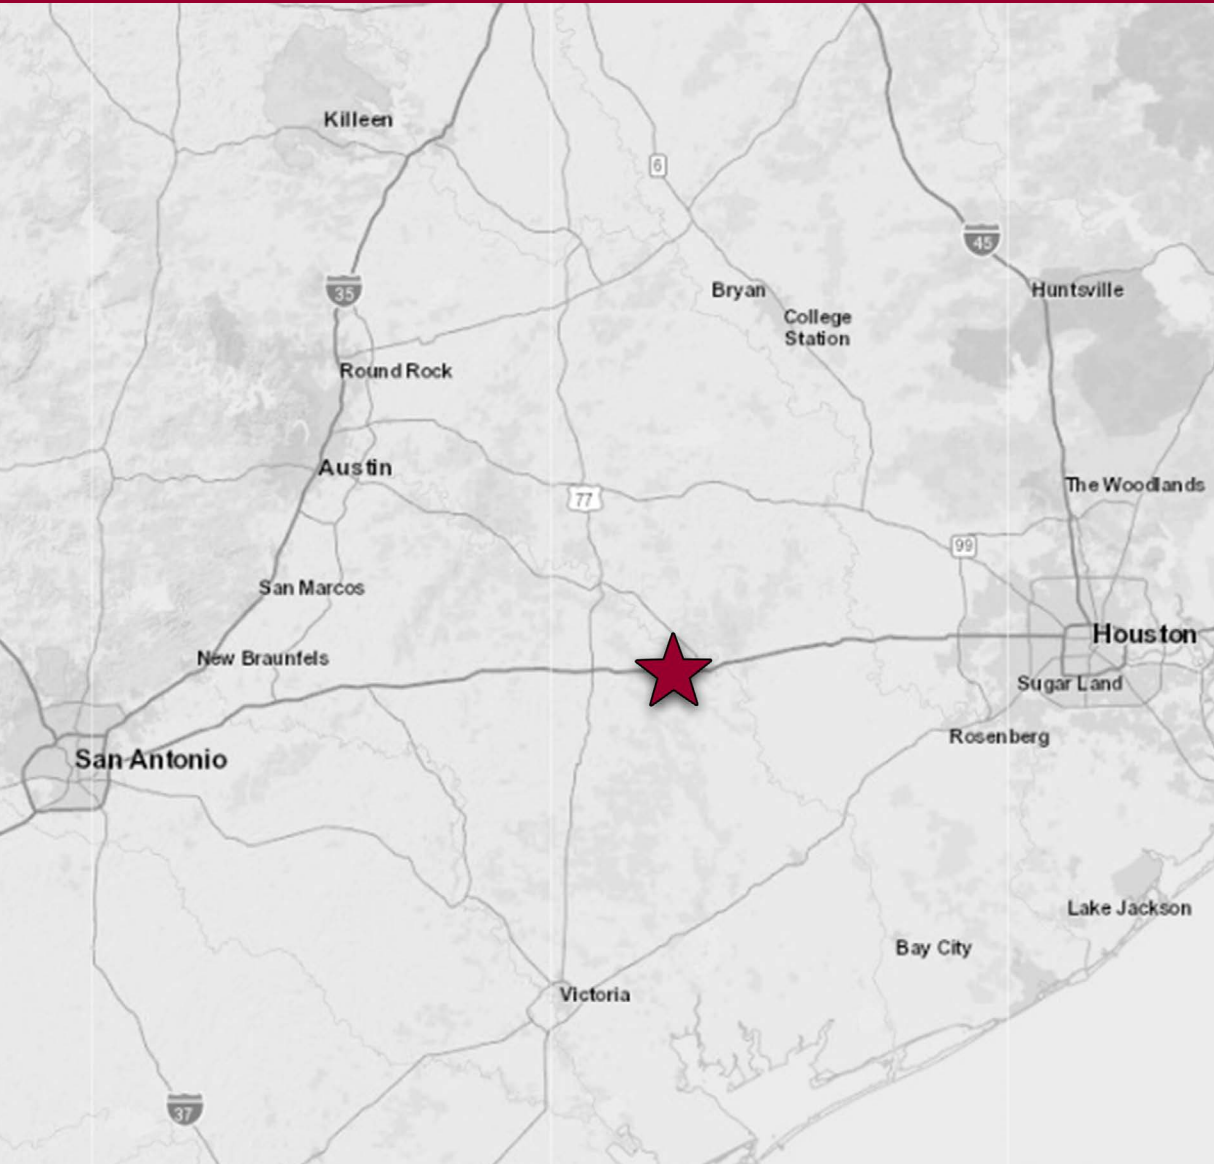 Killeen
6
45
Bryan
Huntsville
35
College
Station
Round Rock
Austin
The Woodlands
77
99
San Marcos
Houston
New Braunfels
Sugar Land
Rosenberg
San Antonio
Lake Jackson
Bay City
Victoria
37